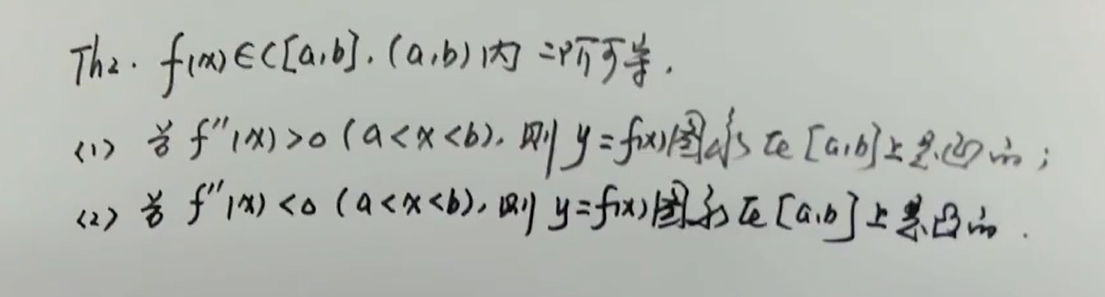 Th2. f(x)∈C[a,b], (a,b)内二阶可导.
(1) 若 f''(x)>0 (a<x<b), 则 y=f(x)图形在[a,b]上是凹的;
(2) 若 f''(x)<0 (a<x<b), 则 y=f(x)图形在[a,b]上是凸的.